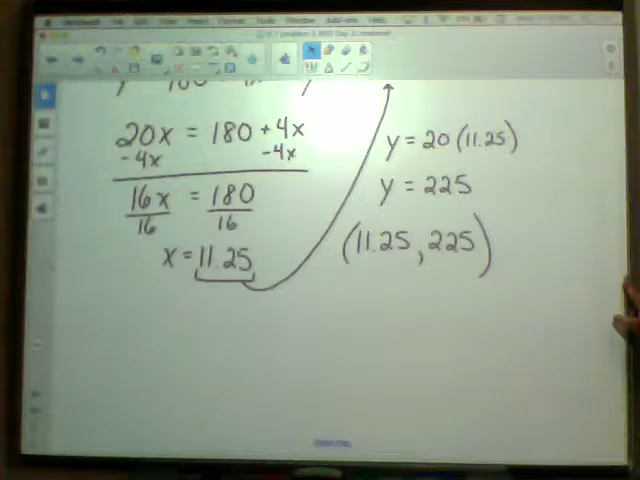 20x = 180 + 4x
- 4x - 4x
16x = 180
16 16
x = 11.25
y = 20 (11.25)
y = 225
(11.25, 225)